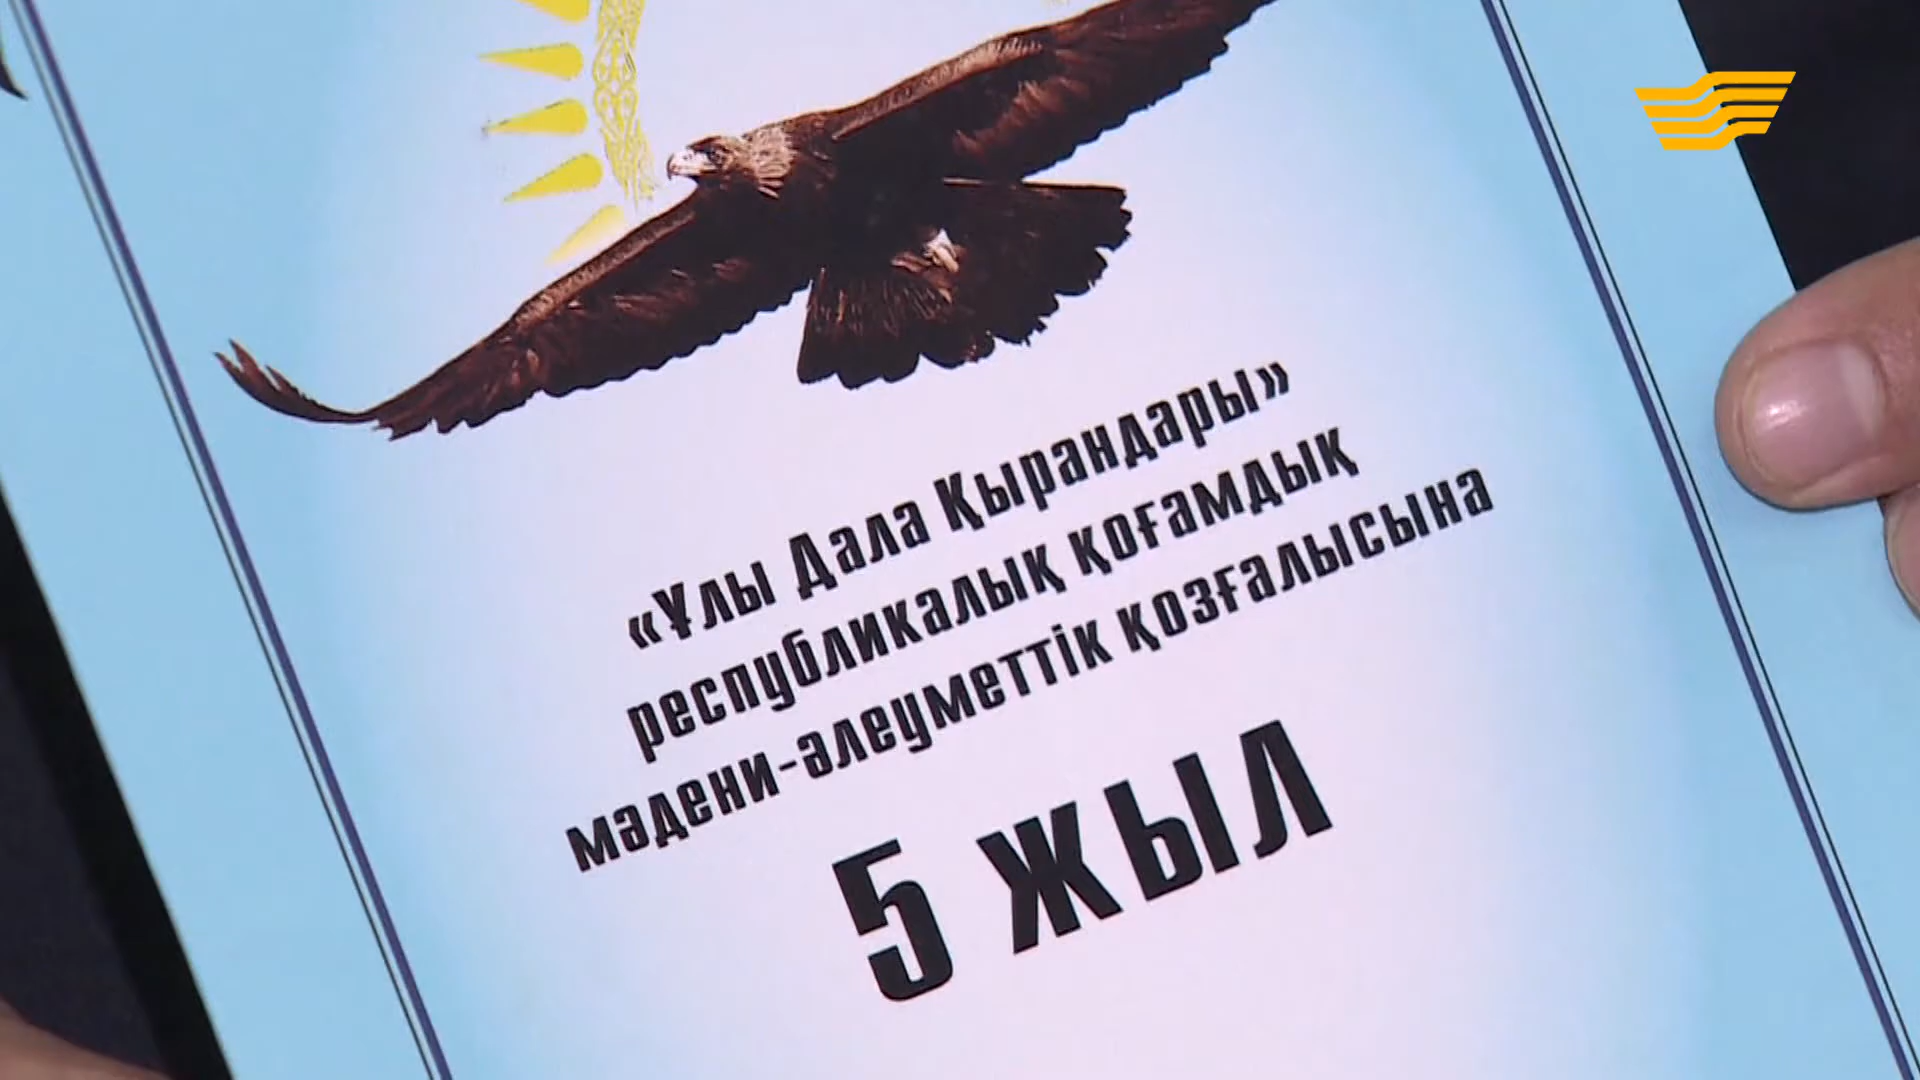 «Ұлы Дала Қырандары»
республикалық қоғамдық
мәдени-әлеуметтік қозғалысына
5 ЖЫЛ